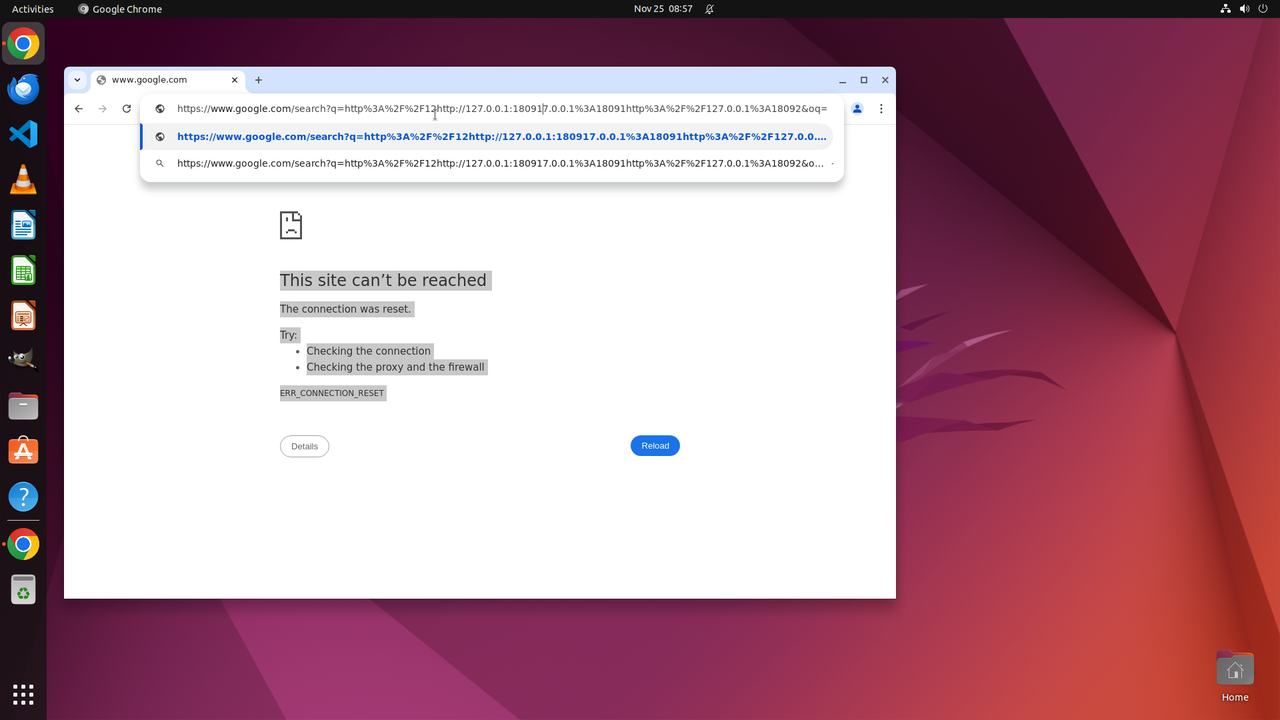 Activities
Google Chrome
Nov 25 08:57
www.google.com
https://www.google.com/search?q=http%3A%2F%2F12http://127.0.0.1:180917.0.0.1%3A18091http%3A%2F%2F127.0.0.1%3A18092&oq=
https://www.google.com/search?q=http%3A%2F%2F12http://127.0.0.1:180917.0.0.1%3A18091http%3A%2F%2F127.0.0....
https://www.google.com/search?q=http%3A%2F%2F12http://127.0.0.1:180917.0.0.1%3A18091http%3A%2F%2F127.0.0.1%3A18092&o... -
This site can’t be reached
The connection was reset.
Try:
• Checking the connection
• Checking the proxy and the firewall
ERR_CONNECTION_RESET
Details
Reload
Home